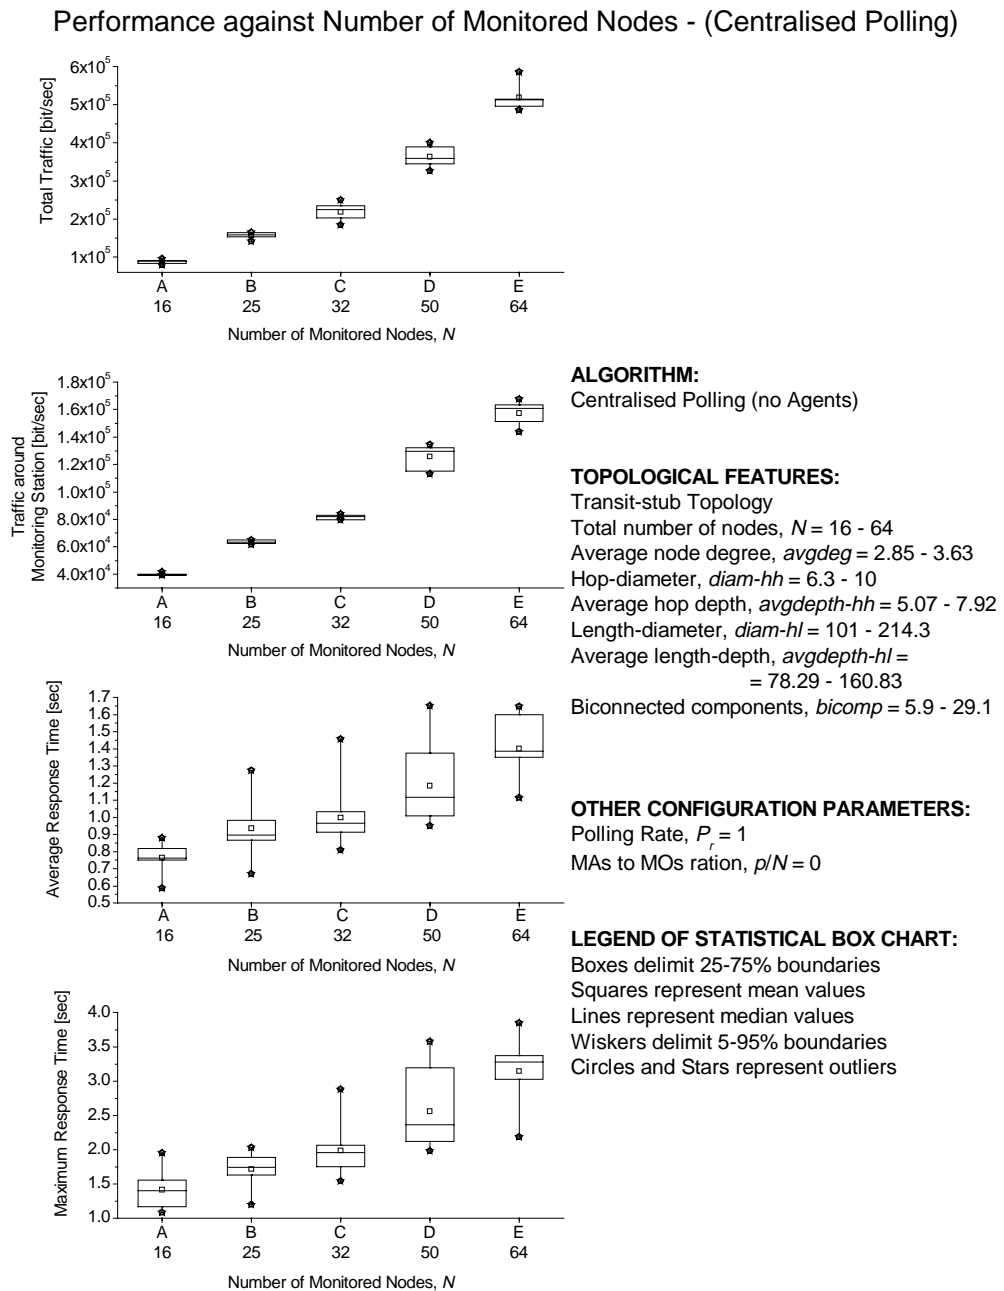 Performance against Number of Monitored Nodes - (Centralised Polling)
Total Traffic [bit/sec]
6x10^5
5x10^5
4x10^5
3x10^5
2x10^5
1x10^5
A B C D E
16 25 32 50 64
Number of Monitored Nodes, N
Traffic around
Monitoring Station [bit/sec]
1.8x10^5
1.6x10^5
1.4x10^5
1.2x10^5
1.0x10^5
8.0x10^4
6.0x10^4
4.0x10^4
A B C D E
16 25 32 50 64
Number of Monitored Nodes, N
Average Response Time [sec]
1.7
1.6
1.5
1.4
1.3
1.2
1.1
1.0
0.9
0.8
0.7
0.6
0.5
A B C D E
16 25 32 50 64
Number of Monitored Nodes, N
Maximum Response Time [sec]
4.0
3.5
3.0
2.5
2.0
1.5
1.0
A B C D E
16 25 32 50 64
Number of Monitored Nodes, N
ALGORITHM:
Centralised Polling (no Agents)
TOPOLOGICAL FEATURES:
Transit-stub Topology
Total number of nodes, N = 16 - 64
Average node degree, avgdeg = 2.85 - 3.63
Hop-diameter, diam-hh = 6.3 - 10
Average hop depth, avgdepth-hh = 5.07 - 7.92
Length-diameter, diam-hl = 101 - 214.3
Average length-depth, avgdepth-hl =
= 78.29 - 160.83
Biconnected components, bicomp = 5.9 - 29.1
OTHER CONFIGURATION PARAMETERS:
Polling Rate, P_r = 1
MAs to MOs ration, p/N = 0
LEGEND OF STATISTICAL BOX CHART:
Boxes delimit 25-75% boundaries
Squares represent mean values
Lines represent median values
Wiskers delimit 5-95% boundaries
Circles and Stars represent outliers